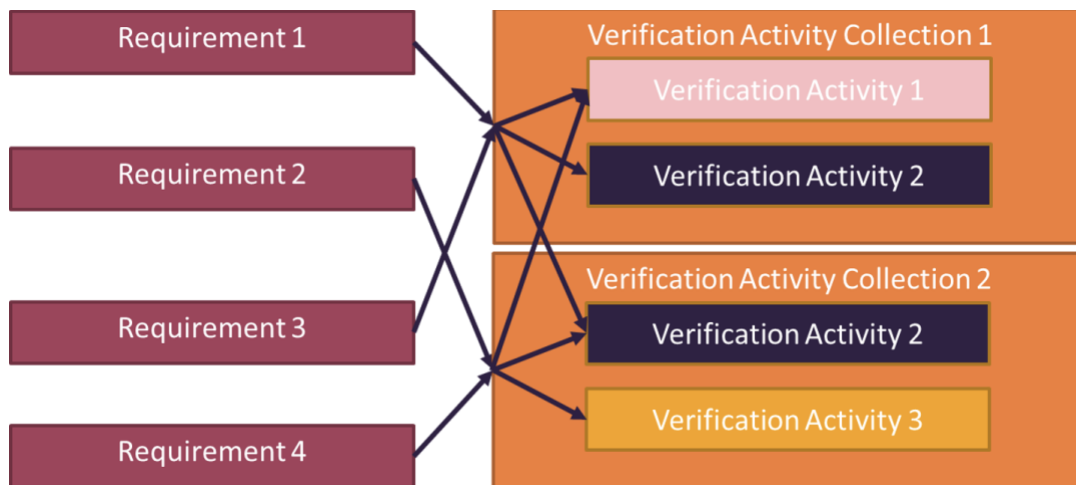 Requirement 1
Requirement 2
Requirement 3
Requirement 4
Verification Activity Collection 1
Verification Activity 1
Verification Activity 2
Verification Activity Collection 2
Verification Activity 2
Verification Activity 3